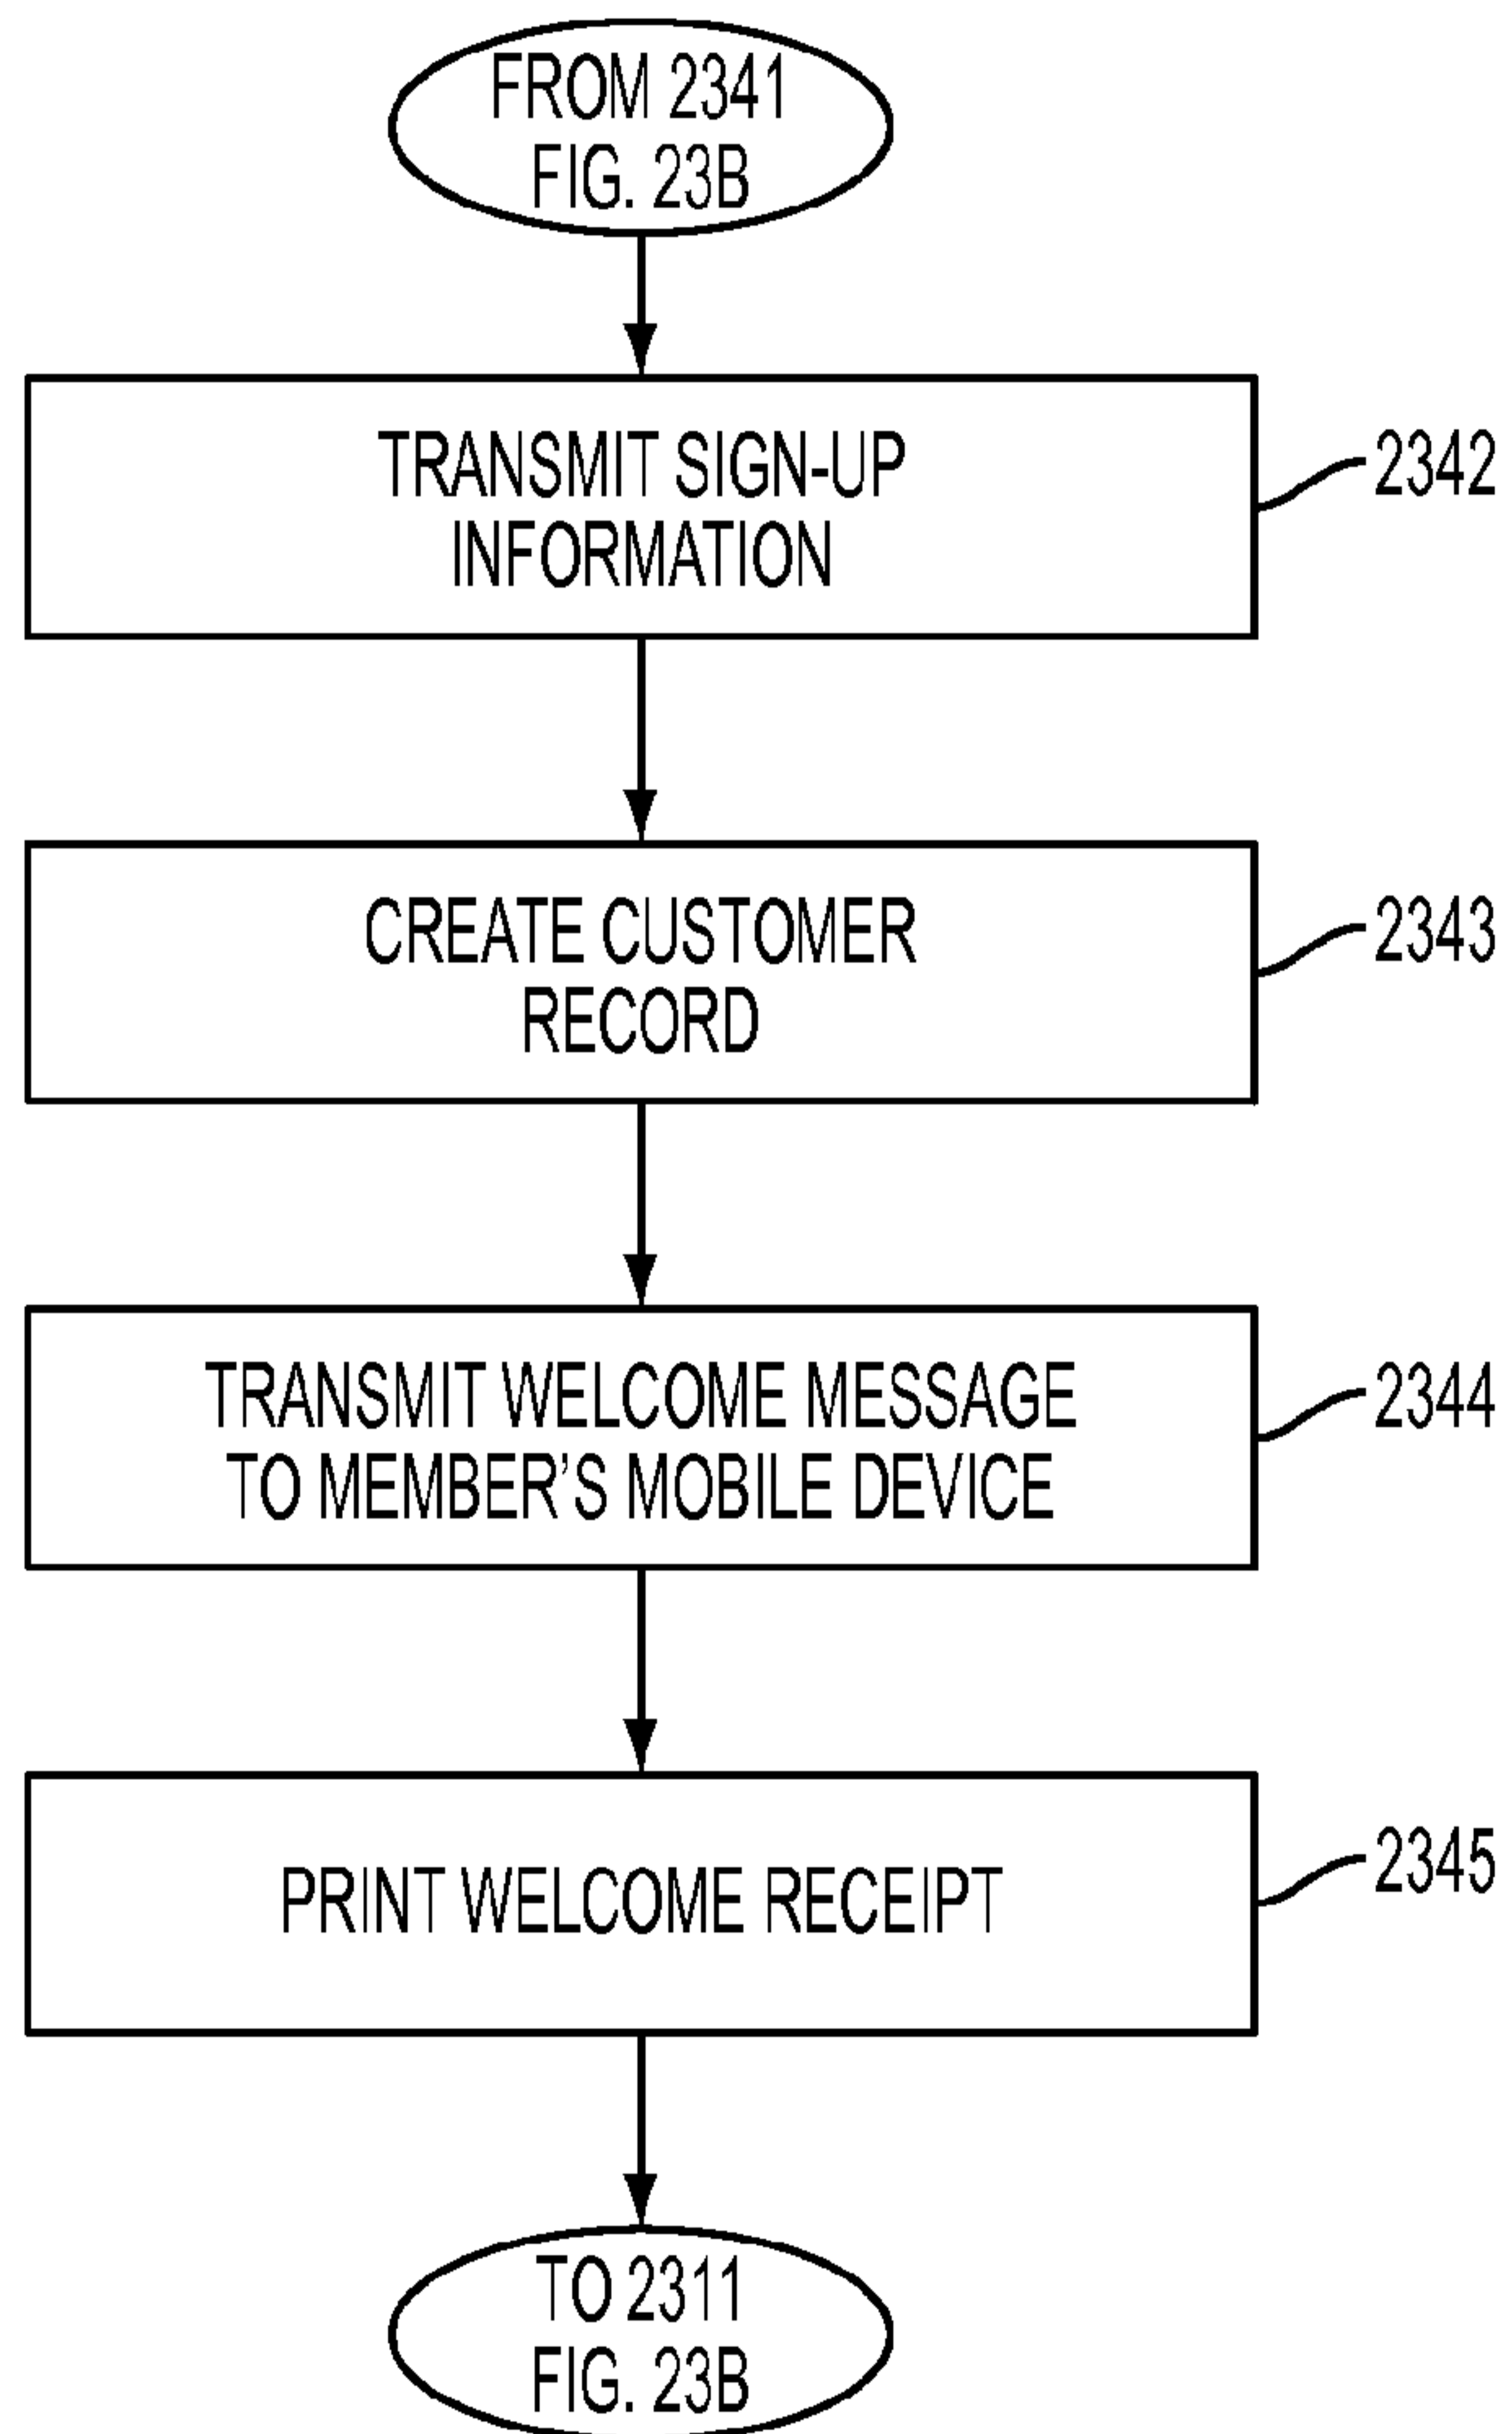 FROM 2341
FIG. 23B
TRANSMIT SIGN-UP
INFORMATION
2342
CREATE CUSTOMER
RECORD
2343
TRANSMIT WELCOME MESSAGE
TO MEMBER'S MOBILE DEVICE
2344
PRINT WELCOME RECEIPT
2345
TO 2311
FIG. 23B